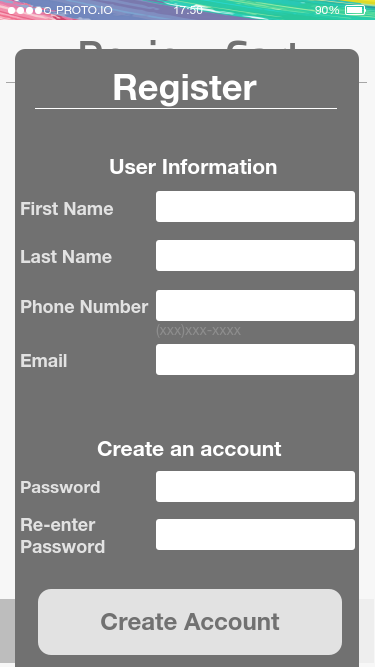 PROTO.IO 17:30 90%
Register
User Information
First Name
Last Name
Phone Number
(xxx)xxx-xxxx
Email
Create an account
Password
Re-enter
Password
Create Account